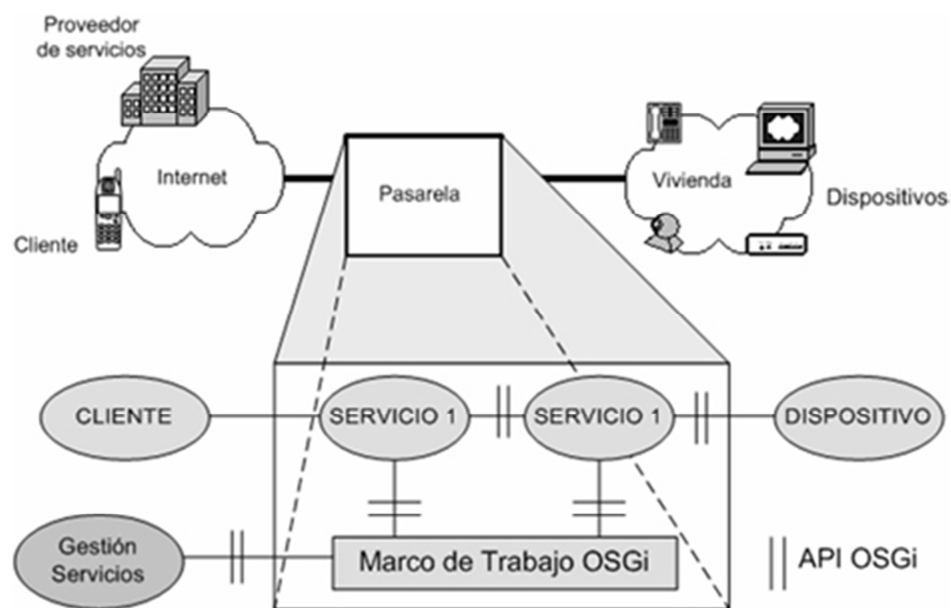 Proveedor
de servicios
Internet
Cliente
Pasarela
Vivienda
Dispositivos
CLIENTE
SERVICIO 1
SERVICIO 1
DISPOSITIVO
Gestión
Servicios
Marco de Trabajo OSGi
API OSGi